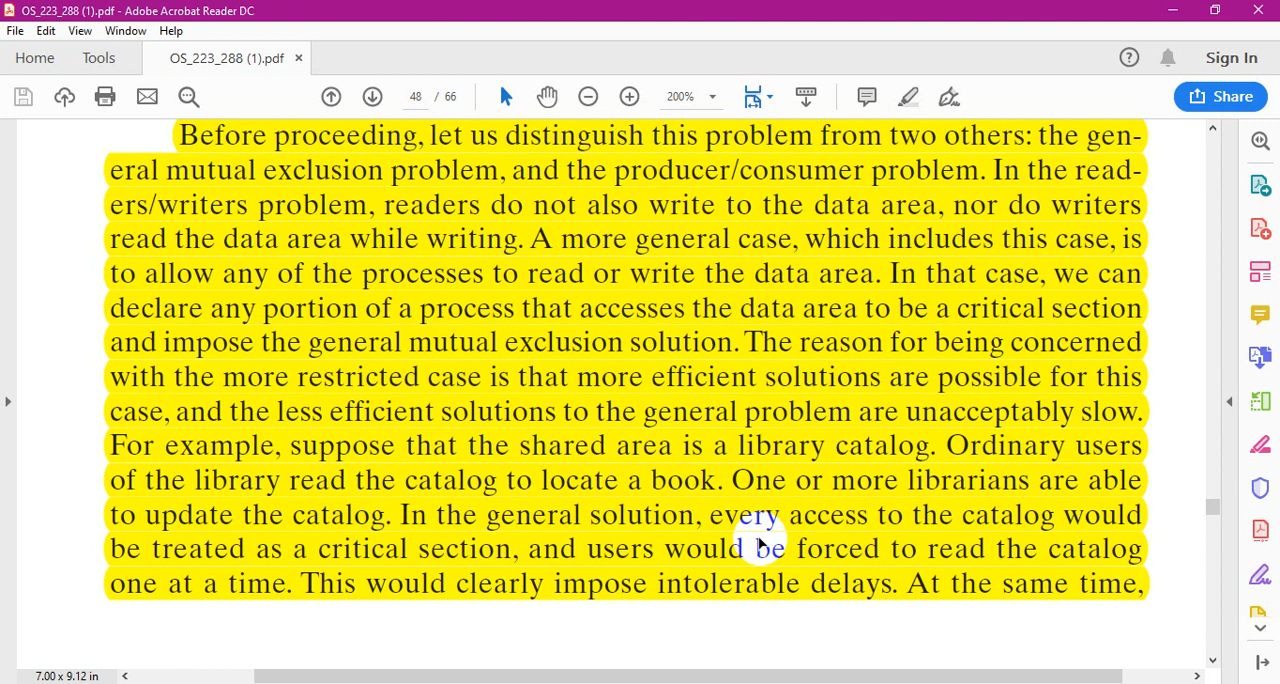 OS_223_288 (1).pdf - Adobe Acrobat Reader DC
File Edit View Window Help
Home Tools OS_223_288 (1).pdf × Sign In
48 / 66 200% Share
Before proceeding, let us distinguish this problem from two others: the gen-
eral mutual exclusion problem, and the producer/consumer problem. In the read-
ers/writers problem, readers do not also write to the data area, nor do writers
read the data area while writing. A more general case, which includes this case, is
to allow any of the processes to read or write the data area. In that case, we can
declare any portion of a process that accesses the data area to be a critical section
and impose the general mutual exclusion solution. The reason for being concerned
with the more restricted case is that more efficient solutions are possible for this
case, and the less efficient solutions to the general problem are unacceptably slow.
For example, suppose that the shared area is a library catalog. Ordinary users
of the library read the catalog to locate a book. One or more librarians are able
to update the catalog. In the general solution, every access to the catalog would
be treated as a critical section, and users would be forced to read the catalog
one at a time. This would clearly impose intolerable delays. At the same time,
7.00 x 9.12 in